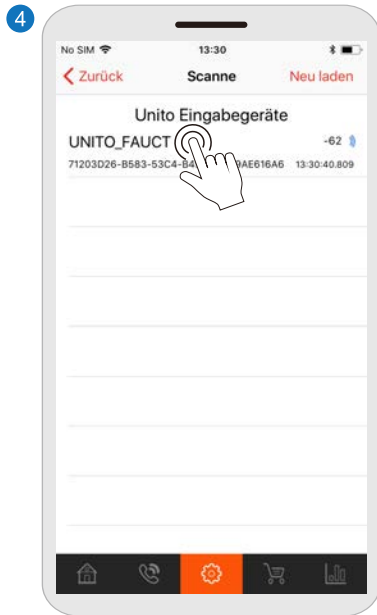 4
No SIM 13:30
Zurück Scanne Neu laden
Unito Eingabegeräte
UNITO_FAUCT -62
71203D26-B583-53C4-B4 9AE616A6 13:30:40.809